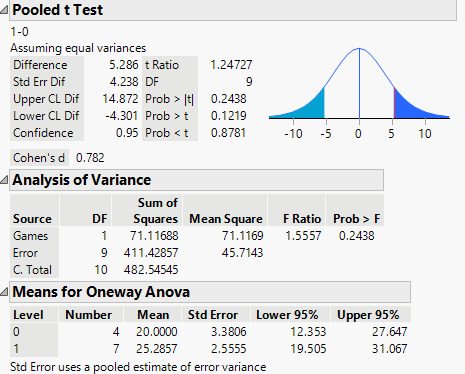 Pooled t Test
1-0
Assuming equal variances
Difference 5.286 t Ratio 1.24727
Std Err Dif 4.238 DF 9
Upper CL Dif 14.872 Prob > |t| 0.2438
Lower CL Dif -4.301 Prob > t 0.1219
Confidence 0.95 Prob < t 0.8781
-10 -5 0 5 10
Cohen's d 0.782
Analysis of Variance
Sum of
Source DF Squares Mean Square F Ratio Prob > F
Games 1 71.11688 71.1169 1.5557 0.2438
Error 9 411.42857 45.7143
C. Total 10 482.54545
Means for Oneway Anova
Level Number Mean Std Error Lower 95% Upper 95%
0 4 20.0000 3.3806 12.353 27.647
1 7 25.2857 2.5555 19.505 31.067
Std Error uses a pooled estimate of error variance